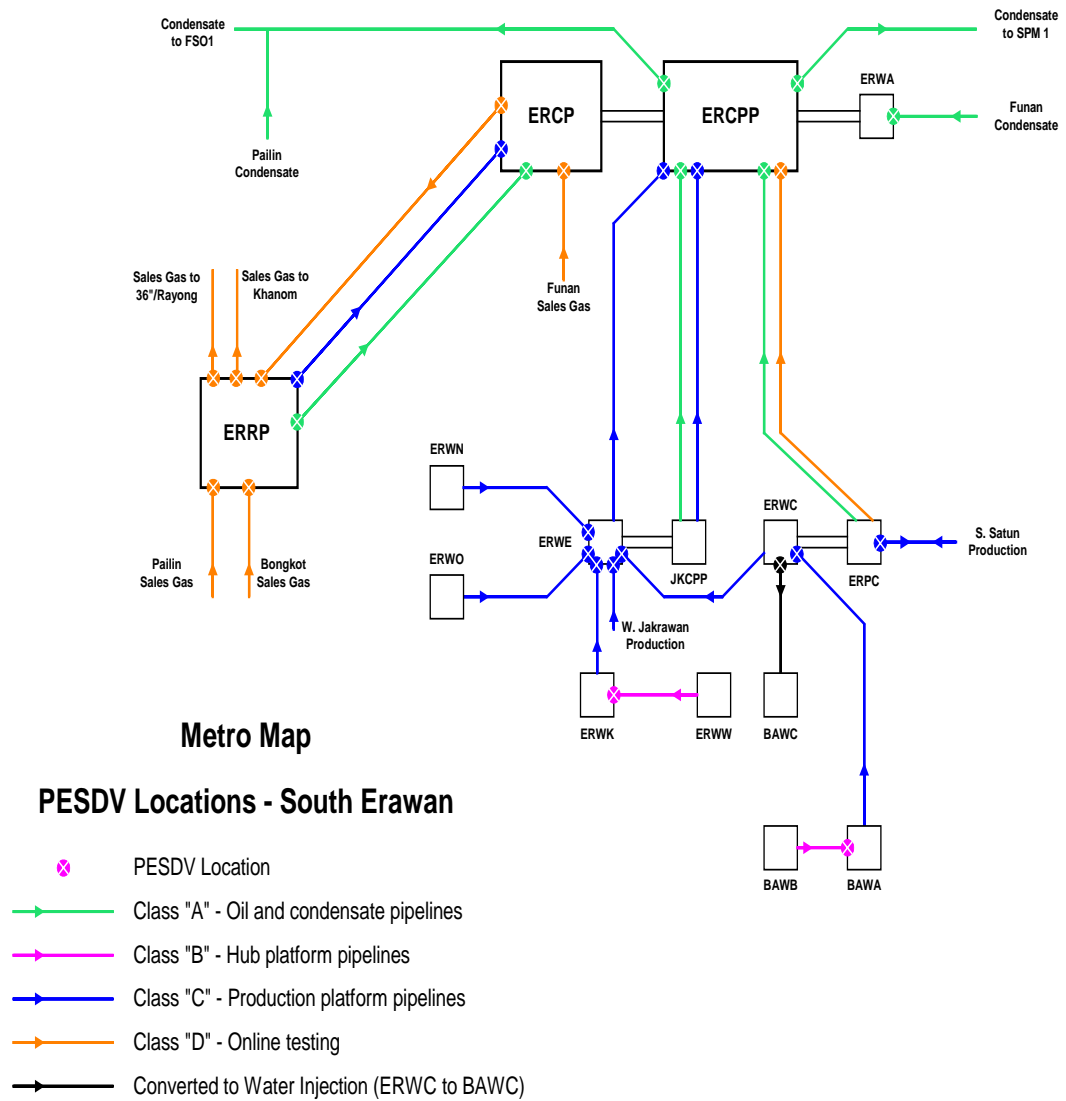 Condensate
to FSO1
Condensate
to SPM 1
ERWA
ERCP
ERCPP
Funan
Condensate
Pailin
Condensate
Sales Gas to
36"/Rayong
Sales Gas to
Khanom
Funan
Sales Gas
ERRP
ERWN
ERWC
ERWE
S. Satun
Production
Pailin
Sales Gas
Bongkot
Sales Gas
ERWO
JKCPP
ERPC
W. Jakrawan
Production
ERWK
ERWW
BAWC
Metro Map
PESDV Locations - South Erawan
BAWB
BAWA
PESDV Location
Class "A" - Oil and condensate pipelines
Class "B" - Hub platform pipelines
Class "C" - Production platform pipelines
Class "D" - Online testing
Converted to Water Injection (ERWC to BAWC)